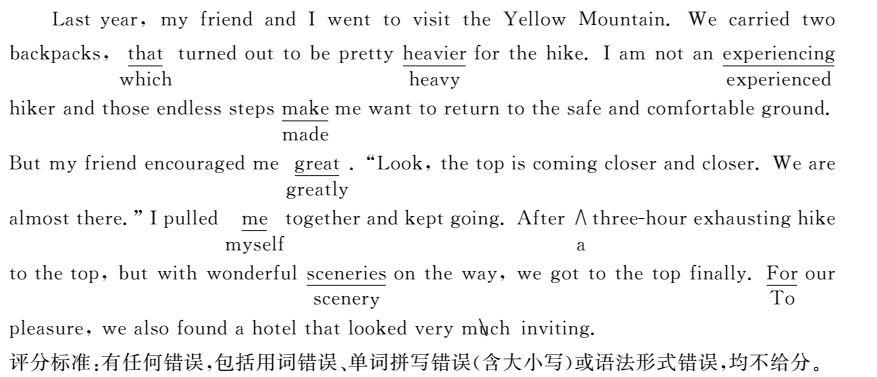 Last year, my friend and I went to visit the Yellow Mountain. We carried two
backpacks, that turned out to be pretty heavier for the hike. I am not an experiencing
which heavy experienced
hiker and those endless steps make me want to return to the safe and comfortable ground.
made
But my friend encouraged me great. “Look, the top is coming closer and closer. We are
greatly
almost there.” I pulled me together and kept going. After ∧ three-hour exhausting hike
myself a
to the top, but with wonderful sceneries on the way, we got to the top finally. For our
scenery To
pleasure, we also found a hotel that looked very much inviting.
评分标准:有任何错误,包括用词错误、单词拼写错误(含大小写)或语法形式错误,均不给分。